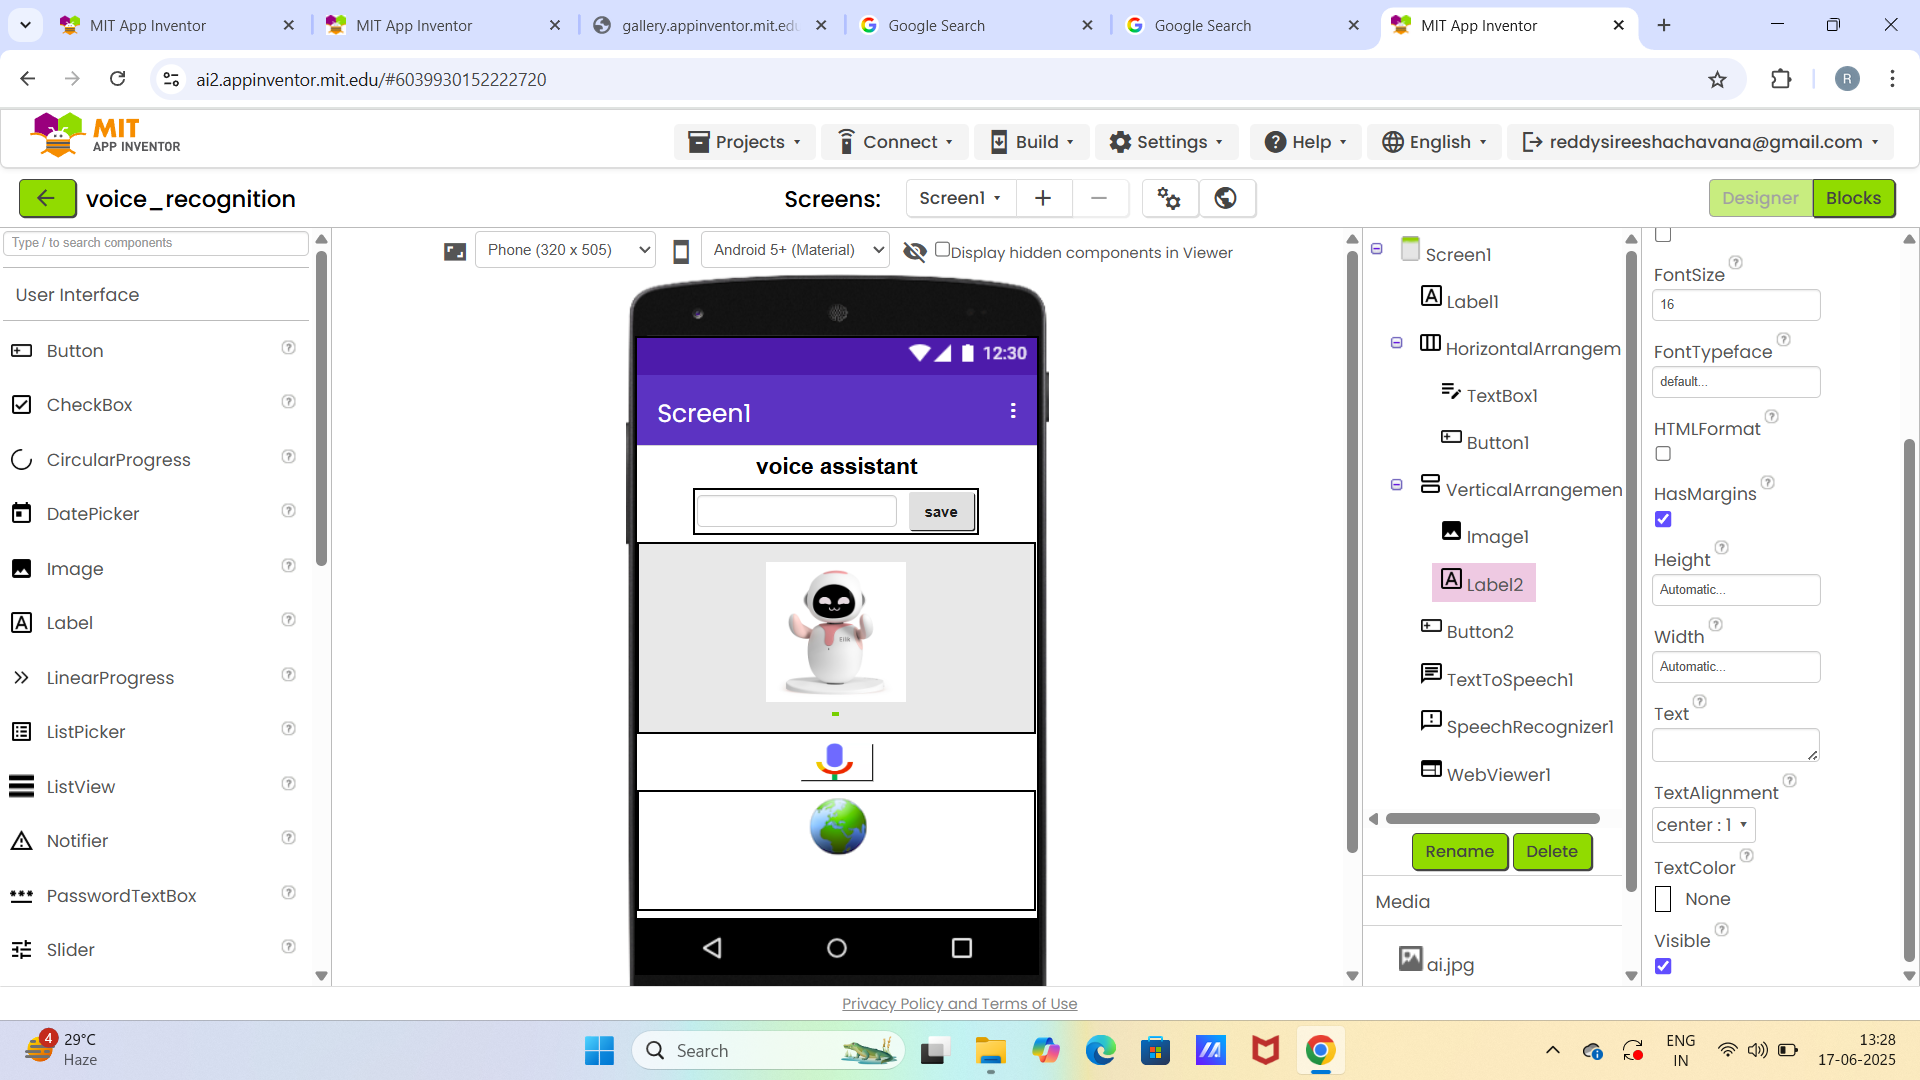 MIT App Inventor
MIT App Inventor
gallery.appinventor.mit.edu
Google Search
Google Search
MIT App Inventor
ai2.appinventor.mit.edu/#6039930152222720
R
MIT
APP INVENTOR
Projects
Connect
Build
Settings
Help
English
reddysireeshachavana@gmail.com
voice_recognition
Screens:
Screen1
Designer
Blocks
Type / to search components
User Interface
Button
CheckBox
CircularProgress
DatePicker
Image
Label
LinearProgress
ListPicker
ListView
Notifier
PasswordTextBox
Slider
Phone (320 x 505)
Android 5+ (Material)
Display hidden components in Viewer
12:30
Screen1
voice assistant
save
Screen1
Label1
HorizontalArrangem
TextBox1
Button1
VerticalArrangemen
Image1
Label2
Button2
TextToSpeech1
SpeechRecognizer1
WebViewer1
Rename
Delete
Media
ai.jpg
FontSize
16
FontTypeface
default...
HTMLFormat
HasMargins
Height
Automatic...
Width
Automatic...
Text
TextAlignment
center : 1
TextColor
None
Visible
Privacy Policy and Terms of Use
4
29°C
Haze
Search
ENG
IN
13:28
17-06-2025